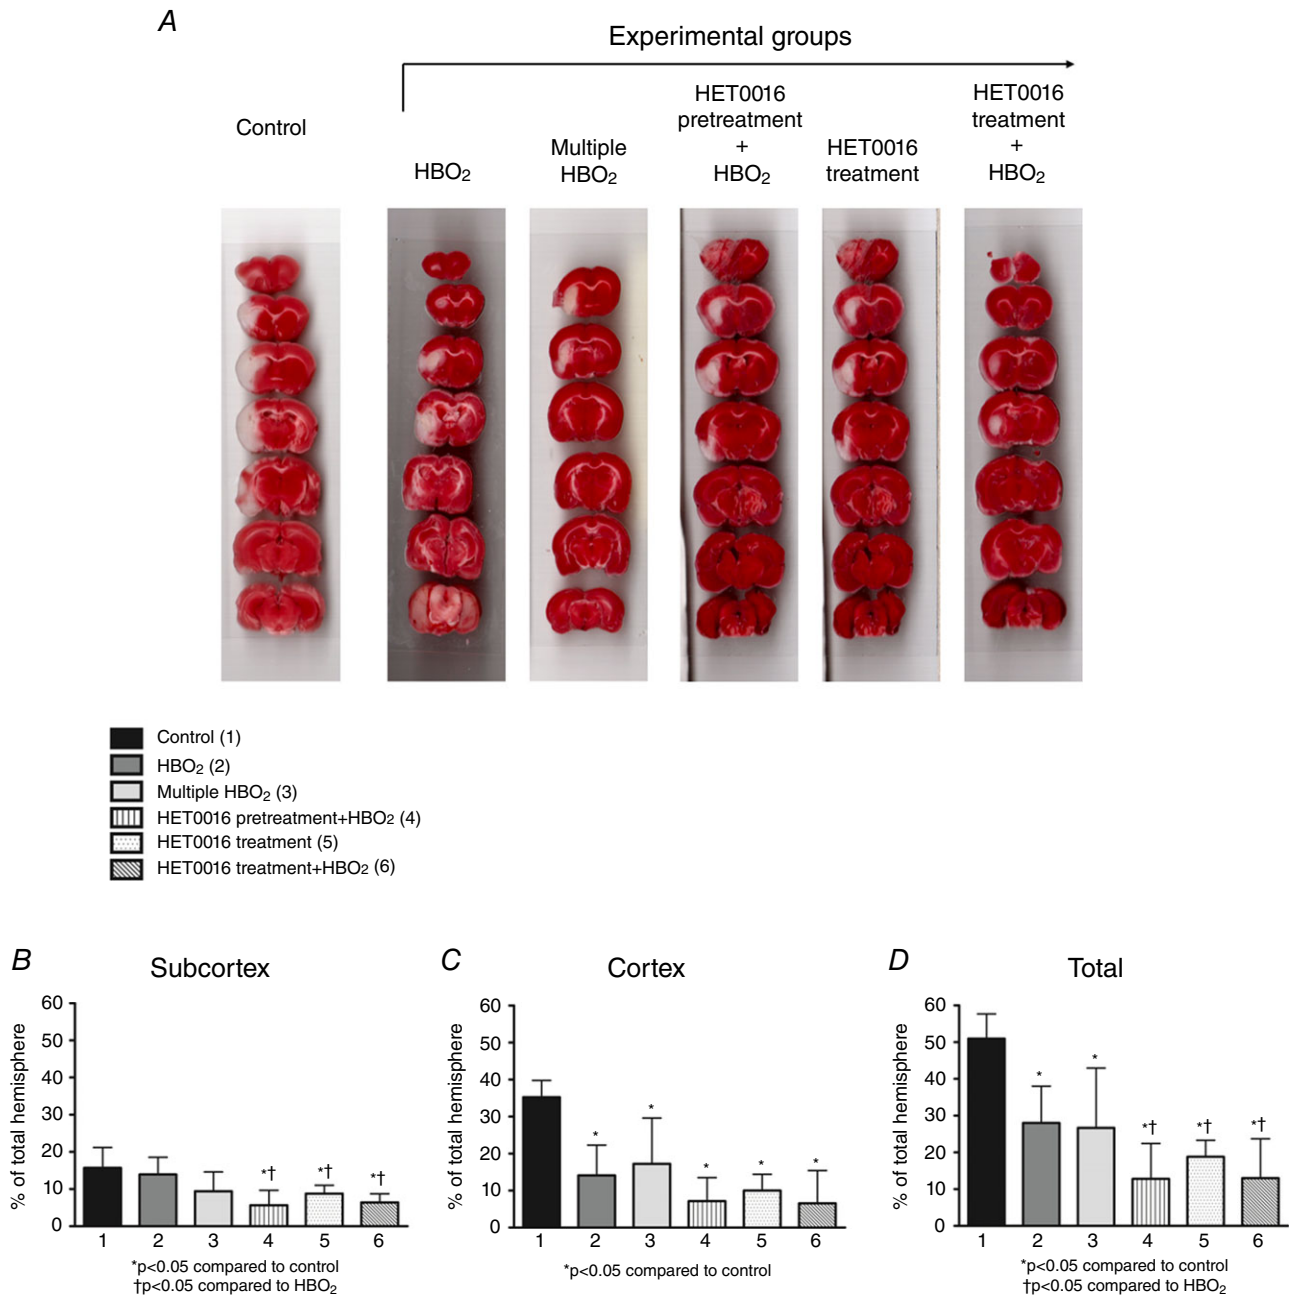 A
Experimental groups
Control
HBO₂
Multiple
HBO₂
HET0016
pretreatment
+
HBO₂
HET0016
treatment
HET0016
treatment
+
HBO₂
Control (1)
HBO₂ (2)
Multiple HBO₂ (3)
HET0016 pretreatment+HBO₂ (4)
HET0016 treatment (5)
HET0016 treatment+HBO₂ (6)
B
Subcortex
% of total hemisphere
60
50
40
30
20
10
0
*†
*†
*†
1 2 3 4 5 6
*p<0.05 compared to control
†p<0.05 compared to HBO₂
C
Cortex
% of total hemisphere
60
50
40
30
20
10
0
*
*
*
*
*
1 2 3 4 5 6
*p<0.05 compared to control
D
Total
% of total hemisphere
60
50
40
30
20
10
0
*
*
*†
*†
*†
1 2 3 4 5 6
*p<0.05 compared to control
†p<0.05 compared to HBO₂